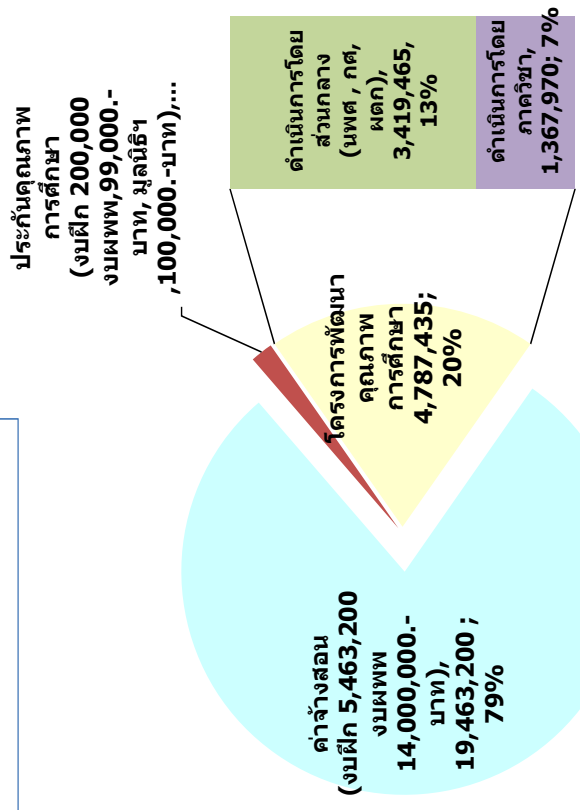 ประกันคุณภาพ
การศึกษา
(งบฝึก 200,000
งบผพพ,99,000.-
บาท, มูลนิธิฯ
,100,000.-บาท),...
ดำเนินการโดย
ส่วนกลาง
(นพศ , กศ,
ผตก),
3,419,465,
13%
ดำเนินการโดย
ภาควิชา,
1,367,970; 7%
โครงการพัฒนา
คุณภาพ
การศึกษา
4,787,435;
20%
ค่าจ้างสอน
(งบฝึก 5,463,200
งบผพพ
14,000,000.-
บาท),
19,463,200 ;
79%